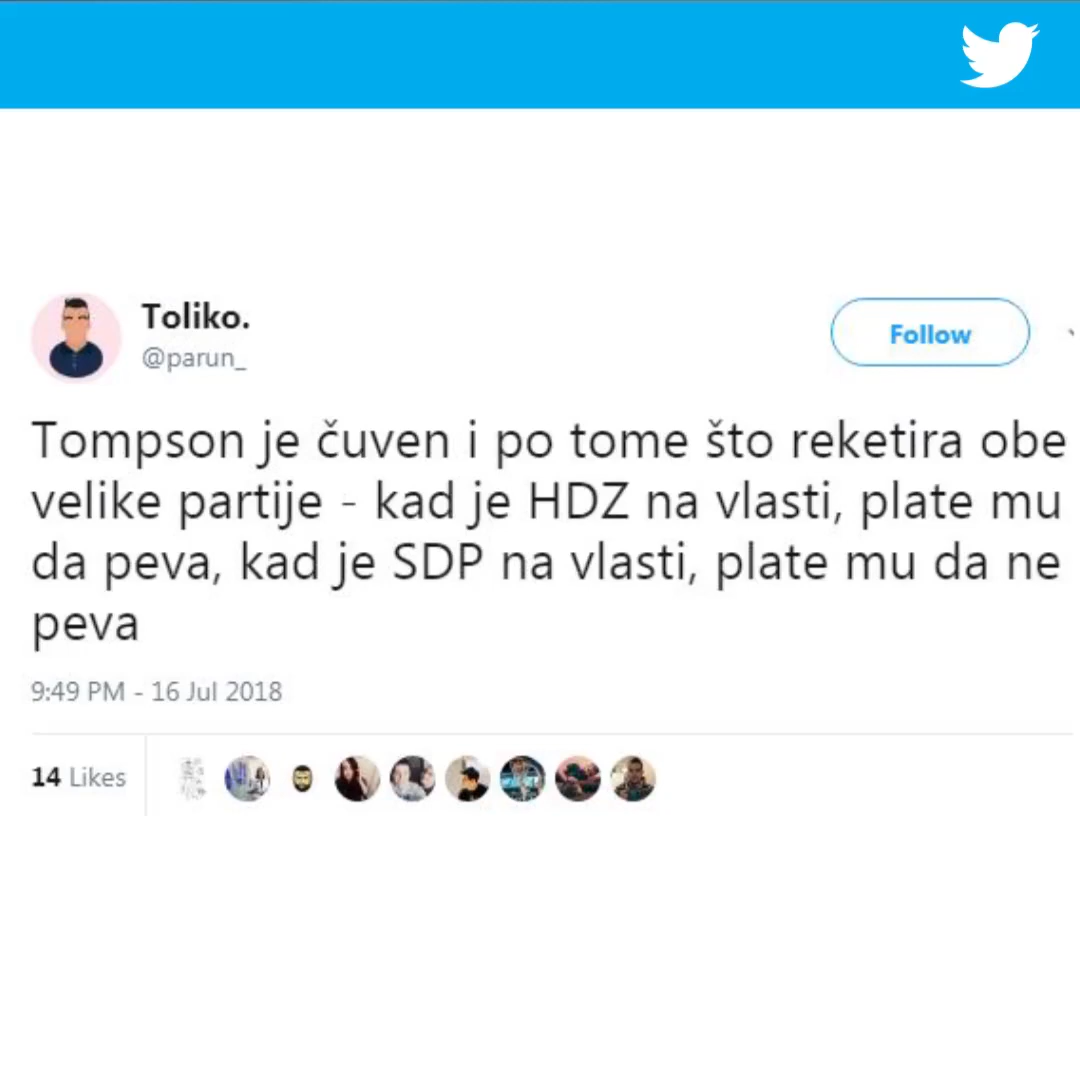 Toliko.
@parun_
Follow
Tompson je čuven i po tome što reketira obe
velike partije - kad je HDZ na vlasti, plate mu
da peva, kad je SDP na vlasti, plate mu da ne
peva
9:49 PM - 16 Jul 2018
14 Likes